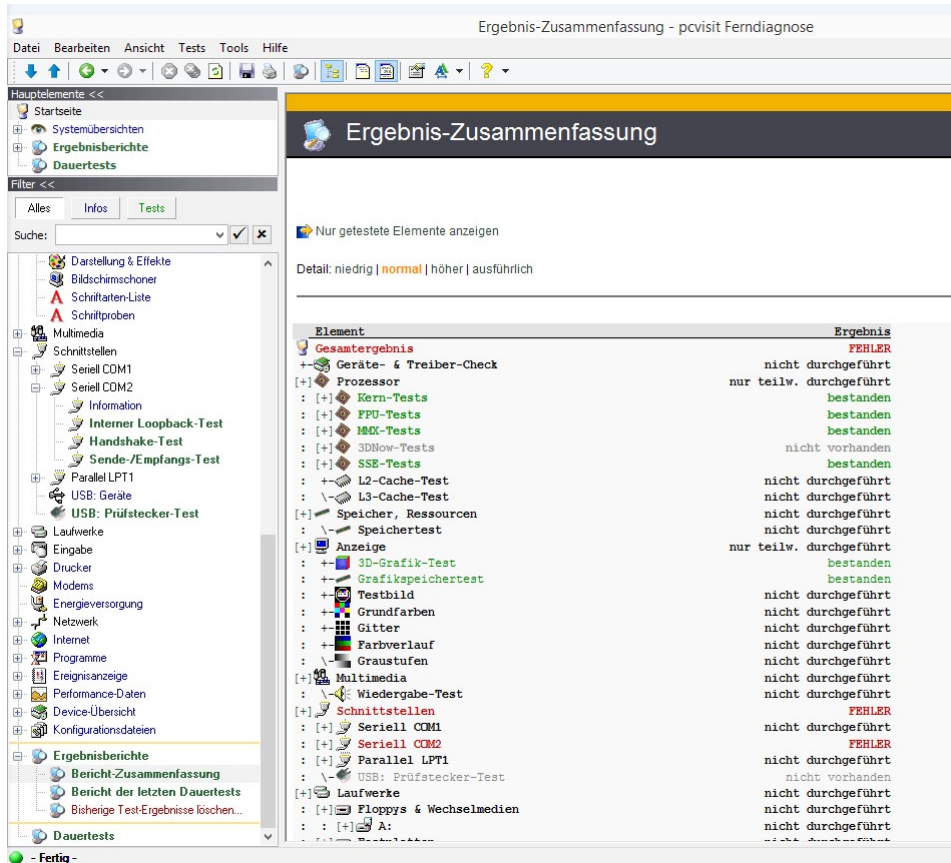 Ergebnis-Zusammenfassung - pcvisit Ferndiagnose
Datei Bearbeiten Ansicht Tests Tools Hilfe
Hauptelemente <<
Startseite
Systemübersichten
Ergebnisberichte
Dauertests
Filter <<
Alles Infos Tests
Suche:
Darstellung & Effekte
Bildschirmschoner
Schriftarten-Liste
Schriftproben
Multimedia
Schnittstellen
Seriell COM1
Seriell COM2
Information
Interner Loopback-Test
Handshake-Test
Sende-/Empfangs-Test
Parallel LPT1
USB: Geräte
USB: Prüfstecker-Test
Laufwerke
Eingabe
Drucker
Modems
Energieversorgung
Netzwerk
Internet
Programme
Ereignisanzeige
Performance-Daten
Device-Übersicht
Konfigurationsdateien
Ergebnisberichte
Bericht-Zusammenfassung
Bericht der letzten Dauertests
Bisherige Test-Ergebnisse löschen...
Dauertests
Ergebnis-Zusammenfassung
Nur getestete Elemente anzeigen
Detail: niedrig | normal | höher | ausführlich
Element Ergebnis
Gesamtergebnis FEHLER
Geräte- & Treiber-Check nicht durchgeführt
[+] Prozessor nur teilw. durchgeführt
: [+] Kern-Tests bestanden
: [+] FPU-Tests bestanden
: [+] MMX-Tests bestanden
: [+] 3DNow-Tests nicht vorhanden
: [+] SSE-Tests bestanden
: +- L2-Cache-Test nicht durchgeführt
: \- L3-Cache-Test nicht durchgeführt
[+] Speicher, Ressourcen nicht durchgeführt
: \- Speichertest nicht durchgeführt
[+] Anzeige nur teilw. durchgeführt
: +- 3D-Grafik-Test bestanden
: +- Grafikspeichertest bestanden
: +- Testbild nicht durchgeführt
: +- Grundfarben nicht durchgeführt
: +- Gitter nicht durchgeführt
: +- Farbverlauf nicht durchgeführt
: \- Graustufen nicht durchgeführt
[+] Multimedia nicht durchgeführt
: \- Wiedergabe-Test nicht durchgeführt
[+] Schnittstellen FEHLER
: [+] Seriell COM1 nicht durchgeführt
: [+] Seriell COM2 FEHLER
: [+] Parallel LPT1 nicht durchgeführt
: \- USB: Prüfstecker-Test nicht vorhanden
[+] Laufwerke nicht durchgeführt
: [+] Floppys & Wechselmedien nicht durchgeführt
: : [+] A: nicht durchgeführt
- Fertig -